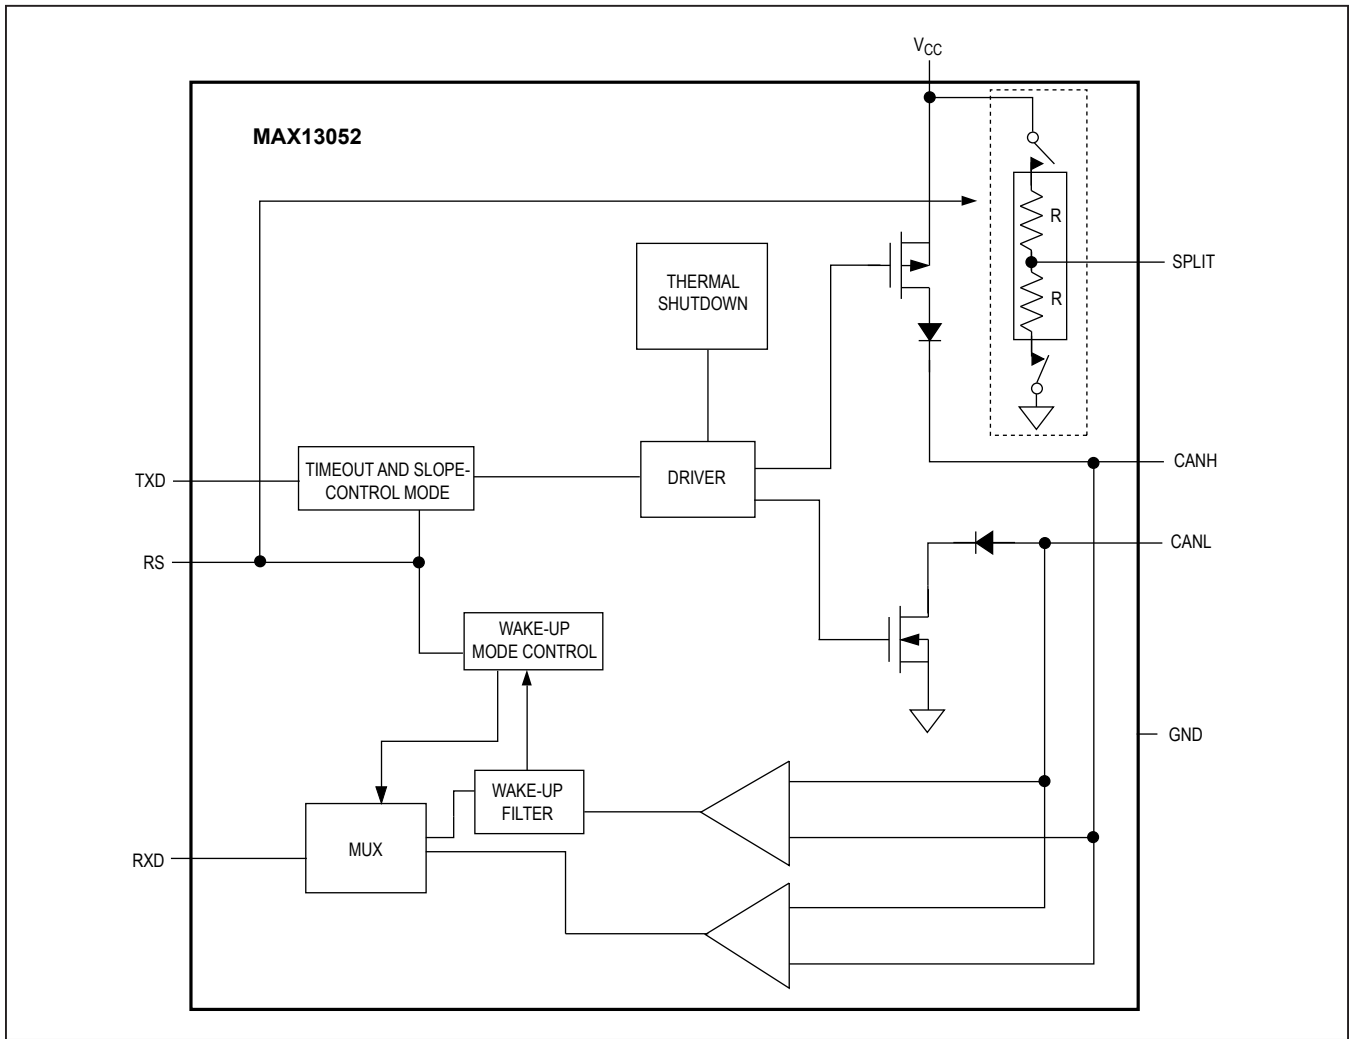 VCC
MAX13052
R
THERMAL
SHUTDOWN
SPLIT
R
TIMEOUT AND SLOPE-
CONTROL MODE
TXD
DRIVER
CANH
CANL
RS
WAKE-UP
MODE CONTROL
GND
WAKE-UP
FILTER
MUX
RXD